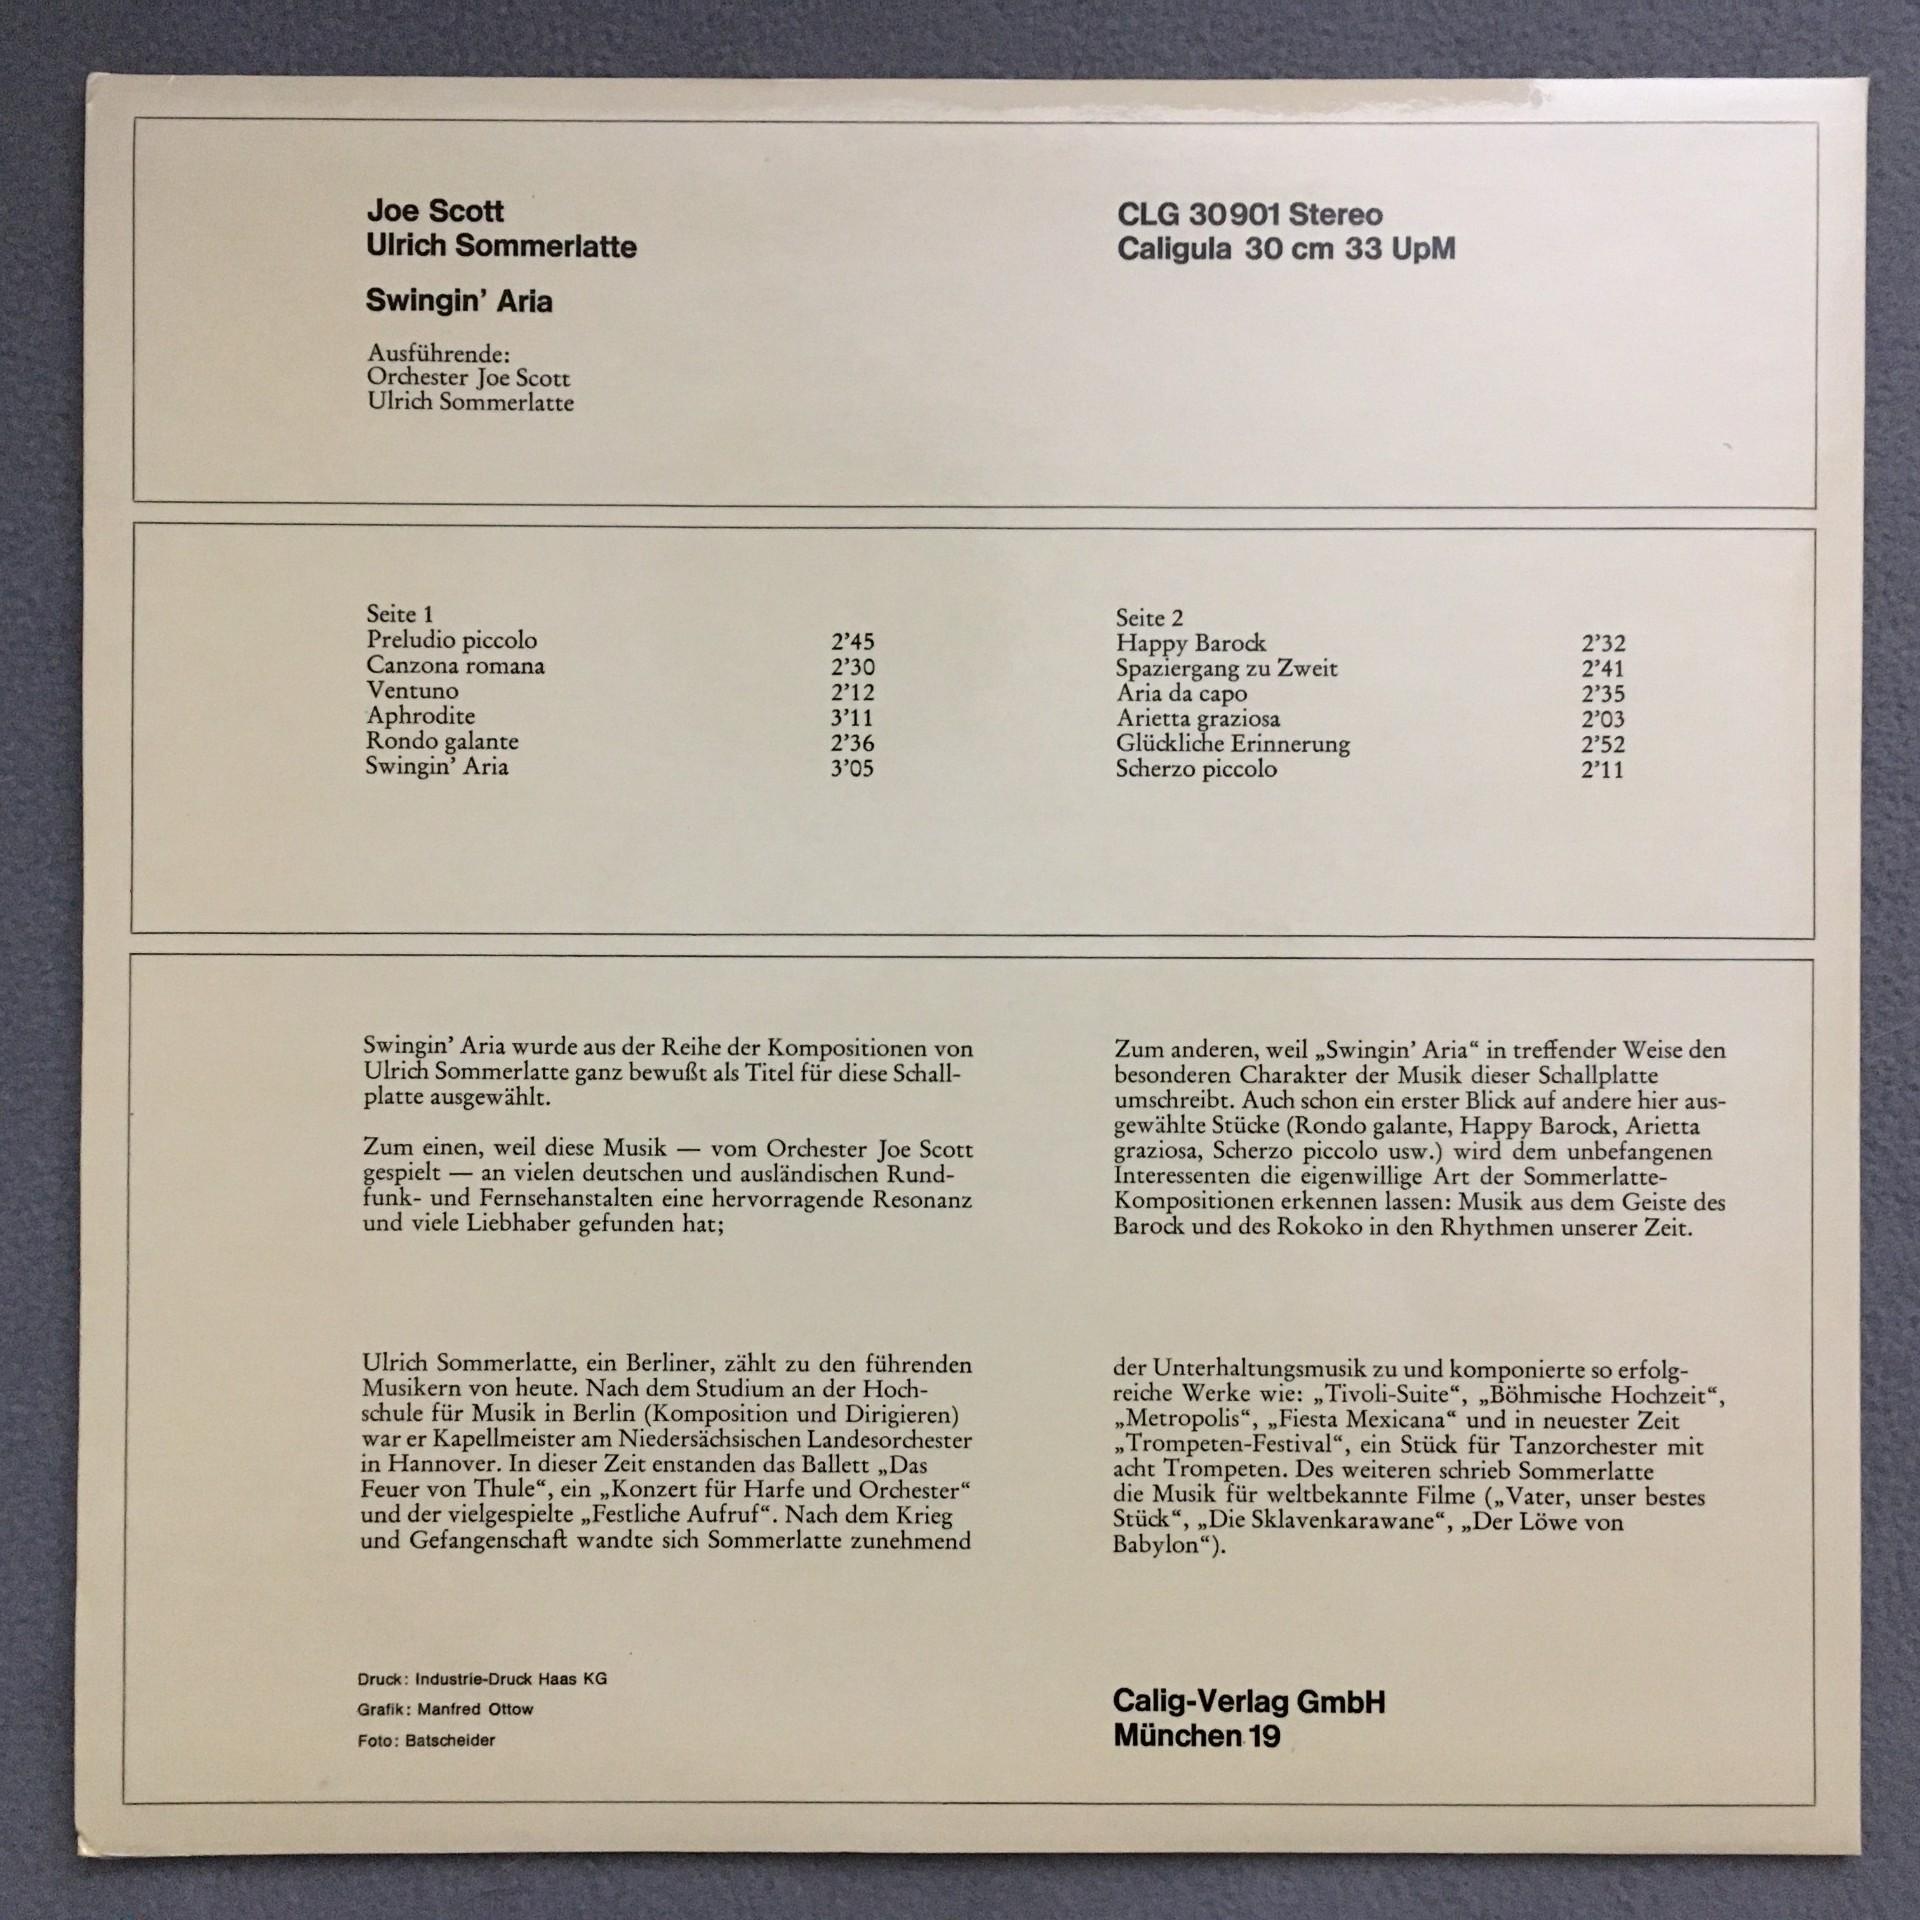 Joe Scott
Ulrich Sommerlatte
Swingin’ Aria
Ausführende:
Orchester Joe Scott
Ulrich Sommerlatte
CLG 30901 Stereo
Caligula 30 cm 33 UpM
Seite 1
Preludio piccolo 2’45
Canzona romana 2’30
Ventuno 2’12
Aphrodite 3’11
Rondo galante 2’36
Swingin’ Aria 3’05
Seite 2
Happy Barock 2’32
Spaziergang zu Zweit 2’41
Aria da capo 2’35
Arietta graziosa 2’03
Glückliche Erinnerung 2’52
Scherzo piccolo 2’11
Swingin’ Aria wurde aus der Reihe der Kompositionen von
Ulrich Sommerlatte ganz bewußt als Titel für diese Schall-
platte ausgewählt.
Zum einen, weil diese Musik — vom Orchester Joe Scott
gespielt — an vielen deutschen und ausländischen Rund-
funk- und Fernsehanstalten eine hervorragende Resonanz
und viele Liebhaber gefunden hat;
Zum anderen, weil „Swingin’ Aria“ in treffender Weise den
besonderen Charakter der Musik dieser Schallplatte
umschreibt. Auch schon ein erster Blick auf andere hier aus-
gewählte Stücke (Rondo galante, Happy Barock, Arietta
graziosa, Scherzo piccolo usw.) wird dem unbefangenen
Interessenten die eigenwillige Art der Sommerlatte-
Kompositionen erkennen lassen: Musik aus dem Geiste des
Barock und des Rokoko in den Rhythmen unserer Zeit.
Ulrich Sommerlatte, ein Berliner, zählt zu den führenden
Musikern von heute. Nach dem Studium an der Hoch-
schule für Musik in Berlin (Komposition und Dirigieren)
war er Kapellmeister am Niedersächsischen Landesorchester
in Hannover. In dieser Zeit enstanden das Ballett „Das
Feuer von Thule“, ein „Konzert für Harfe und Orchester“
und der vielgespielte „Festliche Aufruf“. Nach dem Krieg
und Gefangenschaft wandte sich Sommerlatte zunehmend
der Unterhaltungsmusik zu und komponierte so erfolg-
reiche Werke wie: „Tivoli-Suite“, „Böhmische Hochzeit“,
„Metropolis“, „Fiesta Mexicana“ und in neuester Zeit
„Trompeten-Festival“, ein Stück für Tanzorchester mit
acht Trompeten. Des weiteren schrieb Sommerlatte
die Musik für weltbekannte Filme („Vater, unser bestes
Stück“, „Die Sklavenkarawane“, „Der Löwe von
Babylon“).
Druck: Industrie-Druck Haas KG
Grafik: Manfred Ottow
Foto: Batscheider
Calig-Verlag GmbH
München 19